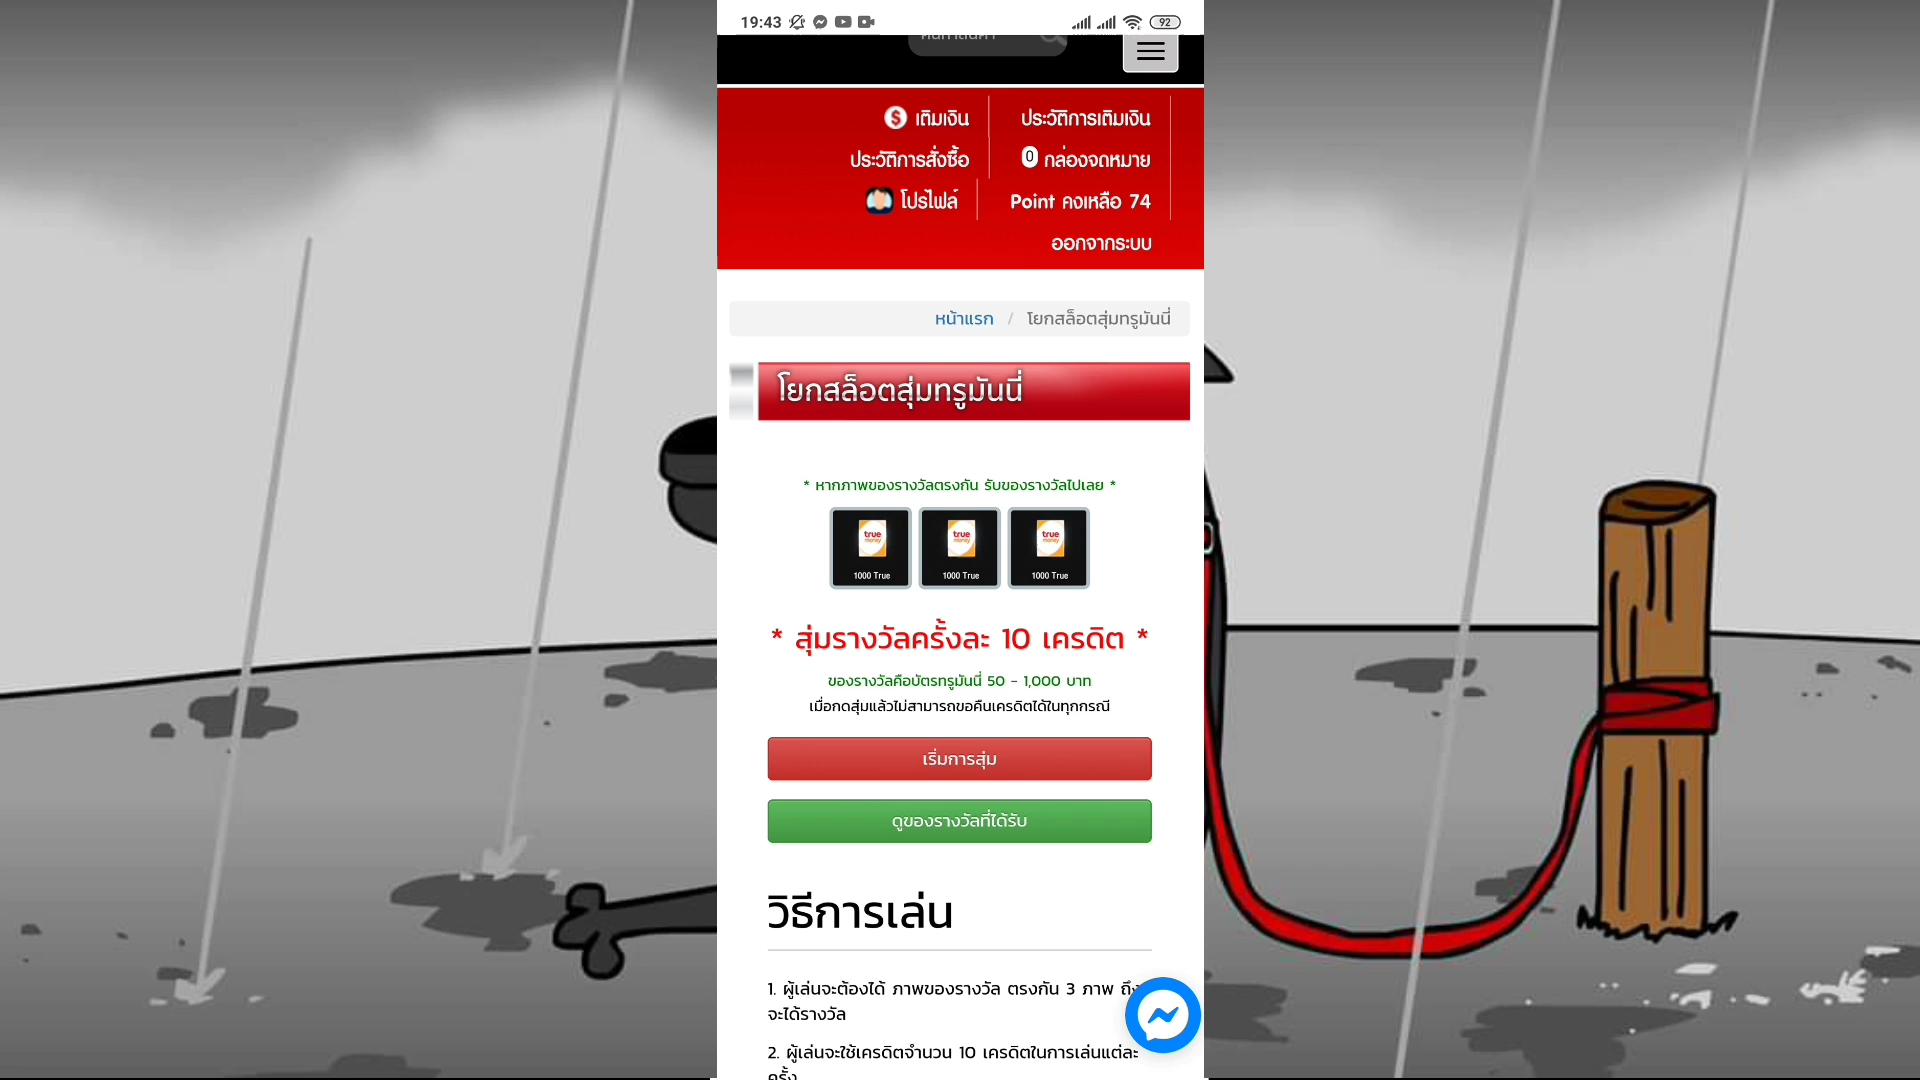 19:43
92
เติมเงิน
ประวัติการเติมเงิน
ประวัติการสั่งซื้อ
0 กล่องจดหมาย
โปรไฟล์
Point คงเหลือ 74
ออกจากระบบ
หน้าแรก / โยกสล็อตสุ่มทรูมันนี่
โยกสล็อตสุ่มทรูมันนี่
* หากภาพของรางวัลตรงกัน รับของรางวัลไปเลย *
true money true money true money
1000 True 1000 True 1000 True
* สุ่มรางวัลครั้งละ 10 เครดิต *
ของรางวัลคือบัตรทรูมันนี่ 50 - 1,000 บาท
เมื่อกดสุ่มแล้วไม่สามารถขอคืนเครดิตได้ในทุกกรณี
เริ่มการสุ่ม
ดูของรางวัลที่ได้รับ
วิธีการเล่น
1. ผู้เล่นจะต้องได้ ภาพของรางวัล ตรงกัน 3 ภาพ ถึง
จะได้รางวัล
2. ผู้เล่นจะใช้เครดิตจำนวน 10 เครดิตในการเล่นแต่ละ
ครั้ง